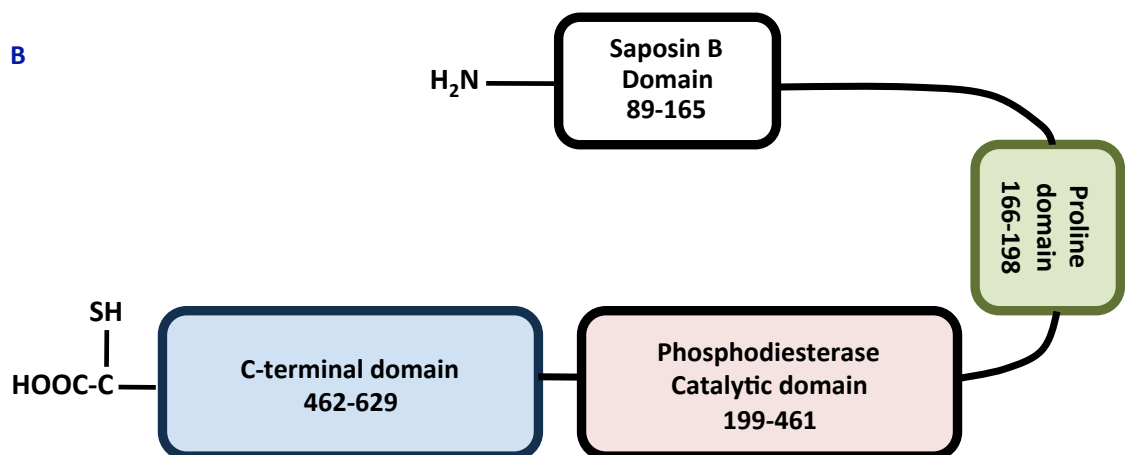 B
H₂N
Saposin B
Domain
89-165
Proline
domain
166-198
SH
HOOC-C
C-terminal domain
462-629
Phosphodiesterase
Catalytic domain
199-461